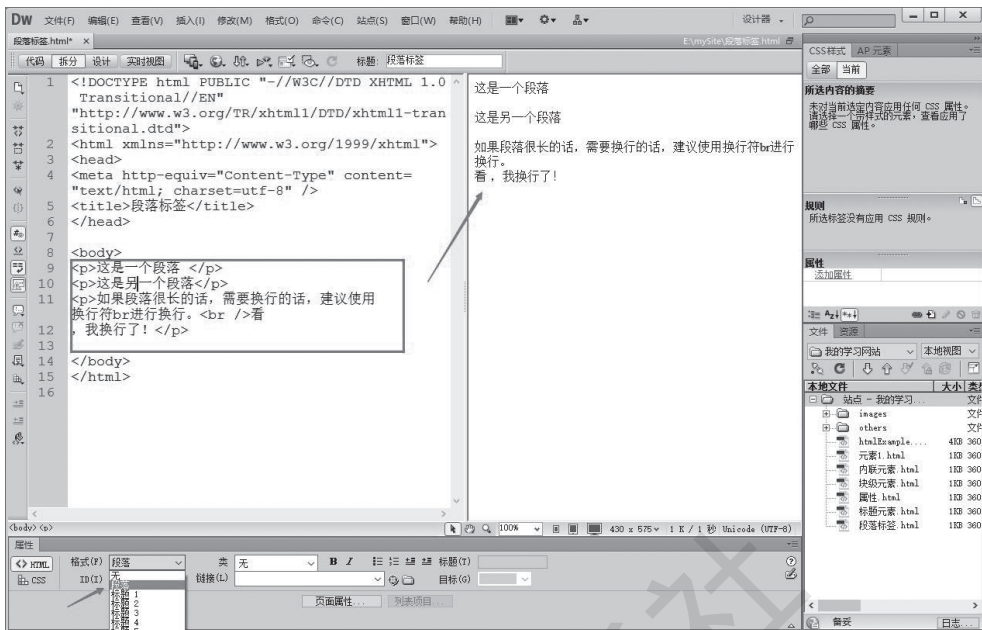 DW 文件(F) 编辑(E) 查看(V) 插入(I) 修改(M) 格式(O) 命令(C) 站点(S) 窗口(W) 帮助(H) 设计器
段落标签.html* × E:\mySite\段落标签.html
代码 拆分 设计 实时视图 标题: 段落标签
1 <!DOCTYPE html PUBLIC "-//W3C//DTD XHTML 1.0
Transitional//EN"
"http://www.w3.org/TR/xhtml1/DTD/xhtml1-tran
sitional.dtd">
2 <html xmlns="http://www.w3.org/1999/xhtml">
3 <head>
4 <meta http-equiv="Content-Type" content=
"text/html; charset=utf-8" />
5 <title>段落标签</title>
6 </head>
7
8 <body>
9 <p>这是一个段落 </p>
10 <p>这是另一个段落</p>
11 <p>如果段落很长的话，需要换行的话，建议使用
换行符br进行换行。<br />看
12 ，我换行了！</p>
13
14 </body>
15 </html>
16
这是一个段落
这是另一个段落
如果段落很长的话，需要换行的话，建议使用换行符br进行
换行。
看，我换行了！
<body> <p> 100% 430 x 575 1 K / 1 秒 Unicode (UTF-8)
属性
<> HTML 格式(F) 段落 类 无 B I 标题(T)
CSS ID(I) 无 链接(L) 目标(G)
段落
标题 1
标题 2
标题 3
标题 4
页面属性... 列表项目...
CSS样式 AP 元素
全部 当前
所选内容的摘要
未对当前选定内容应用任何 CSS 属性。
请选择一个带样式的元素，查看应用了
哪些 CSS 属性。
规则
所选标签没有应用 CSS 规则。
属性
添加属性
文件 资源
我的学习网站 本地视图
本地文件 大小 类
站点 - 我的学习... 文件
images 文件
others 文件
htmlExample.... 4KB 360
元素1.html 1KB 360
内联元素.html 1KB 360
块级元素.html 1KB 360
属性.html 1KB 360
标题元素.html 1KB 360
段落标签.html 1KB 360
备妥 日志...